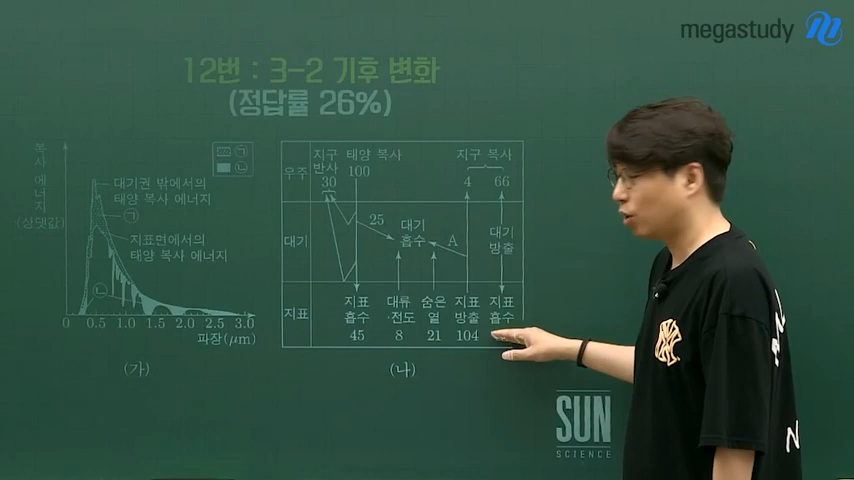 megastudy
12번 : 3-2 기후 변화
(정답률 26%)
복사 에너지
(상댓값)
㉠
㉡
대기권 밖에서의
태양 복사 에너지
㉠
지표면에서의
태양 복사 에너지
㉡
0 0.5 1.0 1.5 2.0 2.5 3.0
파장(μm)
(가)
지구 태양 복사 지구 복사
반사 100
우주 30 4 66
25
대기 대기 A 대기
흡수 방출
지표 지표 대류 숨은 지표 지표
흡수 ·전도 열 방출 흡수
45 8 21 104
(나)
SUN
SCIENCE
N